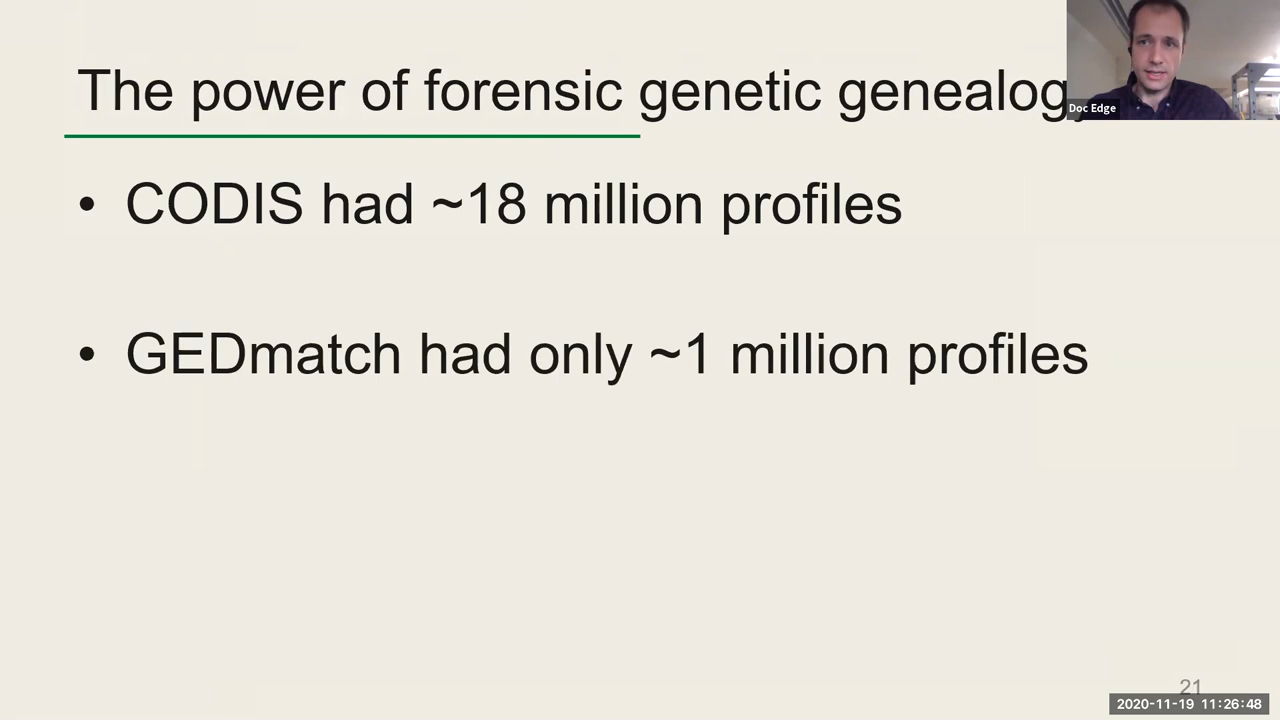 The power of forensic genetic genealogy
Doc Edge
• CODIS had ~18 million profiles
• GEDmatch had only ~1 million profiles
21
2020-11-19 11:26:48